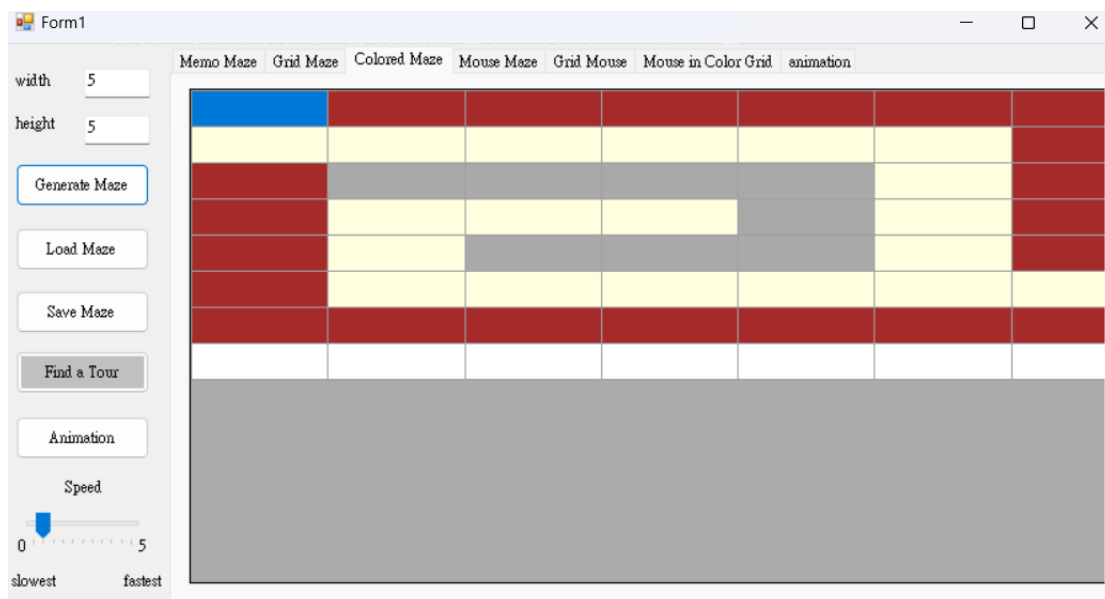 Form1
Memo Maze Grid Maze Colored Maze Mouse Maze Grid Mouse Mouse in Color Grid animation
width 5
height 5
Generate Maze
Load Maze
Save Maze
Find a Tour
Animation
Speed
0 5
slowest fastest